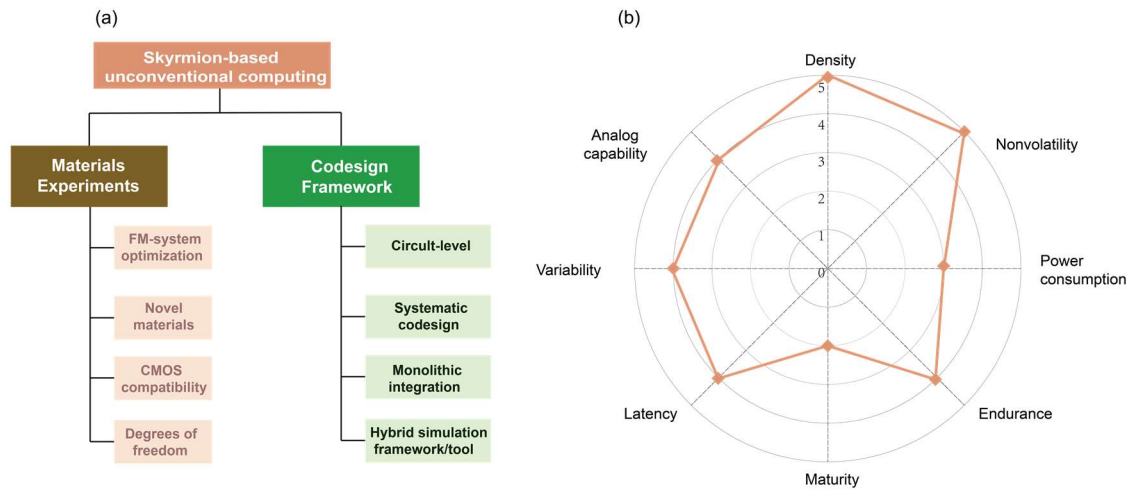 (a)
Skyrmion-based
unconventional computing
Materials
Experiments
FM-system
optimization
Novel
materials
CMOS
compatibility
Degrees of
freedom
Codesign
Framework
Circult-level
Systematic
codesign
Monolithic
integration
Hybrid simulation
framework/tool
(b)
Density
Nonvolatility
Power
consumption
Endurance
Maturity
Latency
Variability
Analog
capability
5
4
3
2
1
0